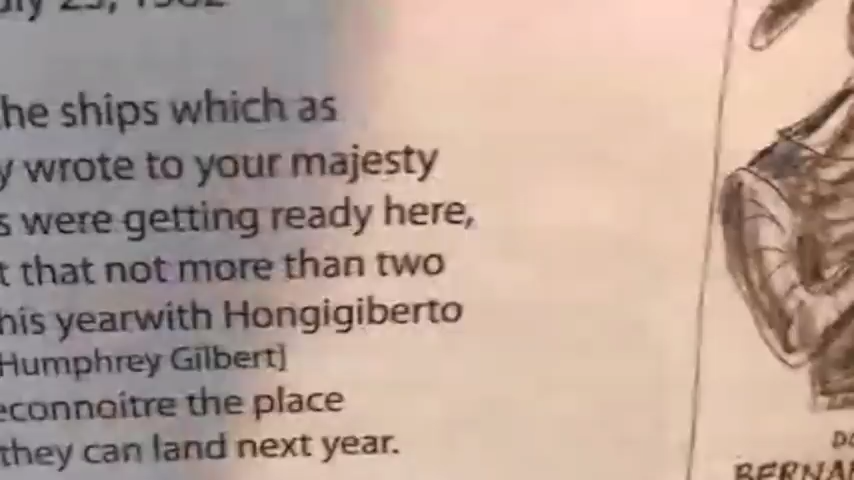 he ships which as
y wrote to your majesty
s were getting ready here,
t that not more than two
his yearwith Hongigiberto
Humphrey Gilbert]
econnoitre the place
they can land next year.